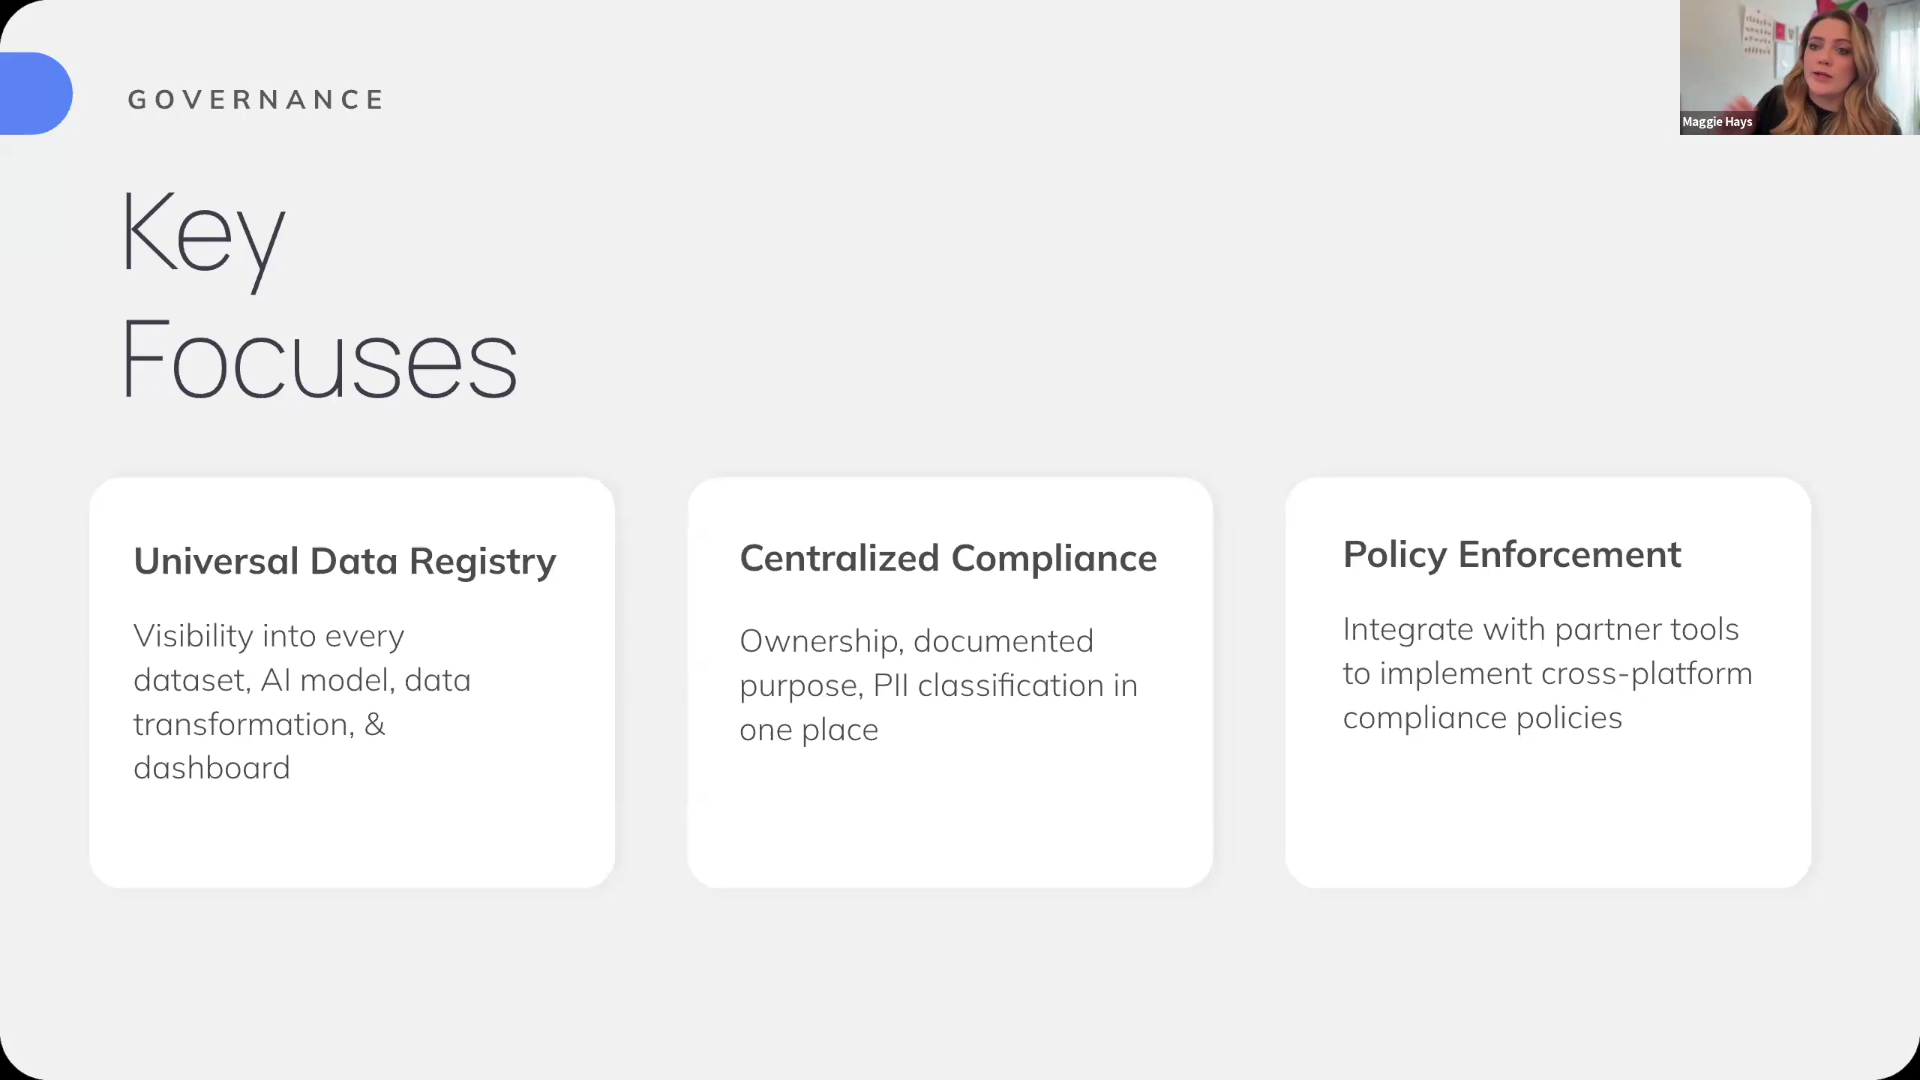 GOVERNANCE
Maggie Hays
Key
Focuses
Universal Data Registry
Visibility into every
dataset, AI model, data
transformation, &
dashboard
Centralized Compliance
Ownership, documented
purpose, PII classification in
one place
Policy Enforcement
Integrate with partner tools
to implement cross-platform
compliance policies